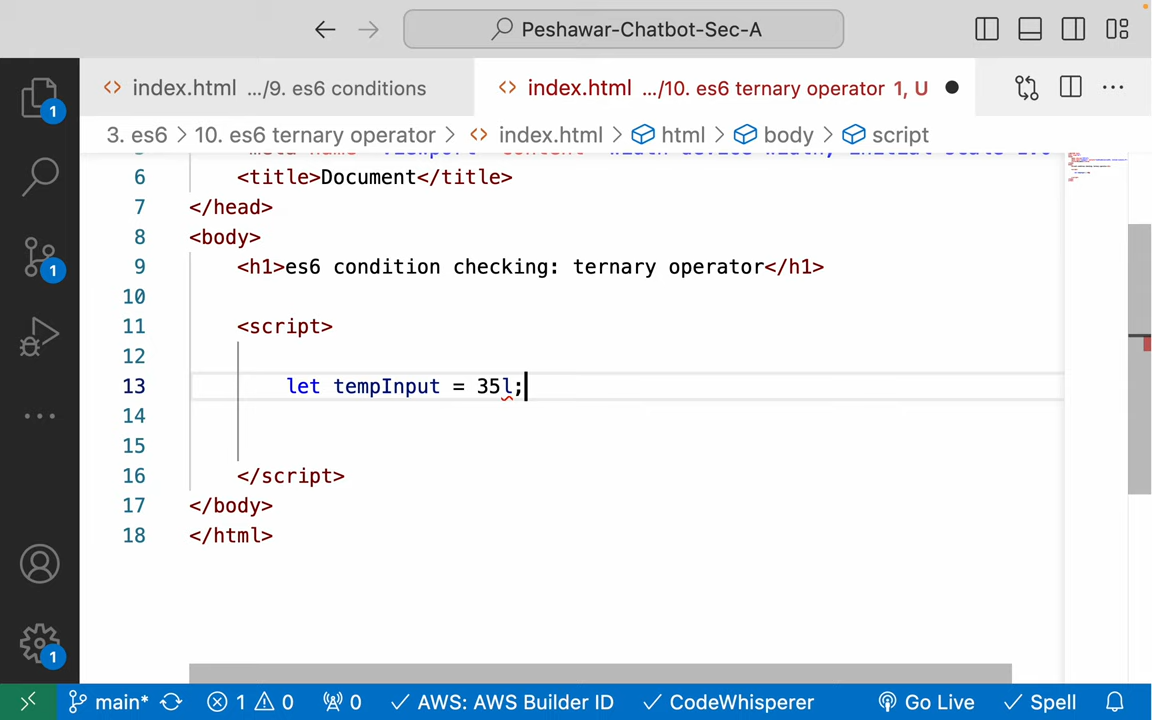 Peshawar-Chatbot-Sec-A
index.html .../9. es6 conditions
index.html .../10. es6 ternary operator 1, U
3. es6 > 10. es6 ternary operator > index.html > html > body > script
6 <title>Document</title>
7 </head>
8 <body>
9 <h1>es6 condition checking: ternary operator</h1>
10
11 <script>
12
13 let tempInput = 35l;
14
15
16 </script>
17 </body>
18 </html>
1
1
1
main* 1 0 0 AWS: AWS Builder ID CodeWhisperer Go Live Spell